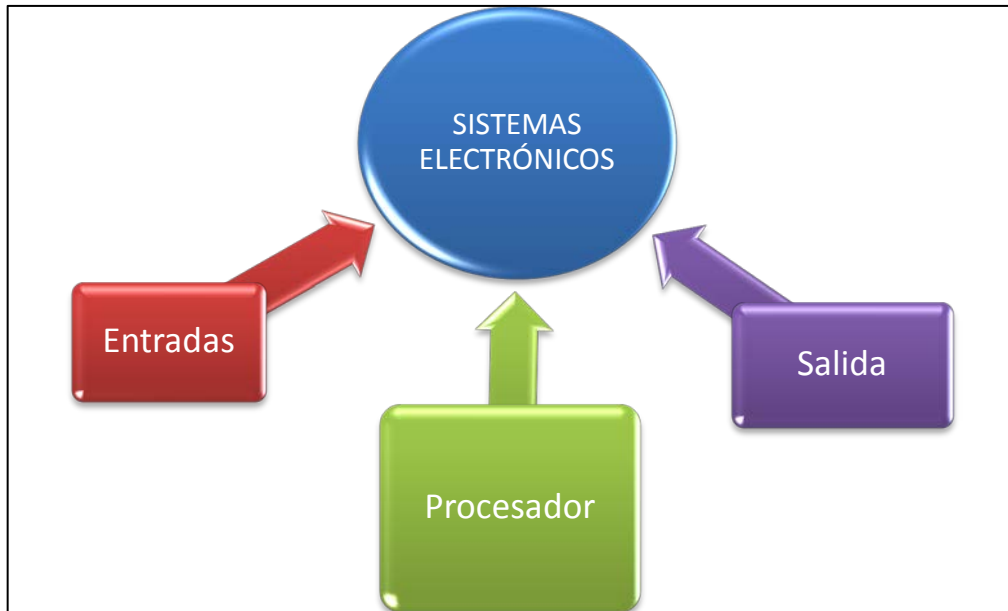 SISTEMAS
ELECTRÓNICOS
Entradas
Salida
Procesador